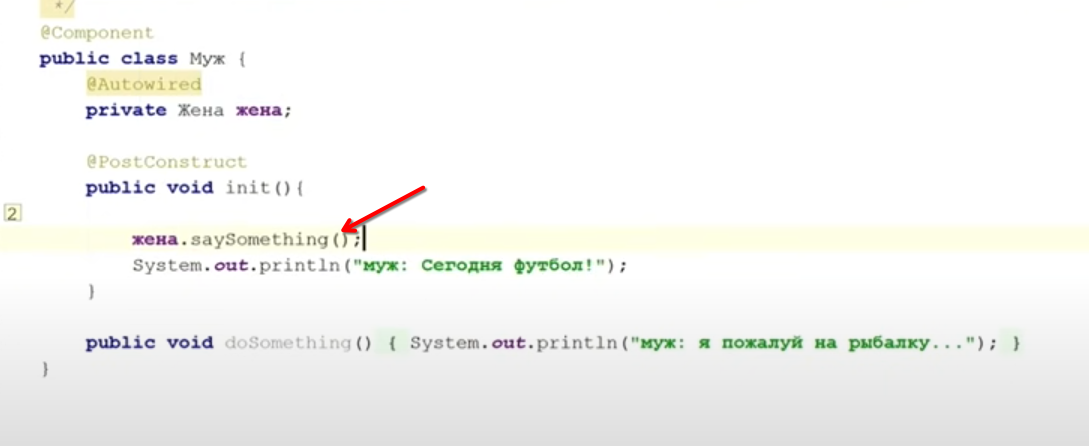 */
@Component
public class Муж {
@Autowired
private Жена жена;
@PostConstruct
public void init(){
2
жена.saySomething();
System.out.println("муж: Сегодня футбол!");
}
public void doSomething() { System.out.println("муж: я пожалуй на рыбалку..."); }
}